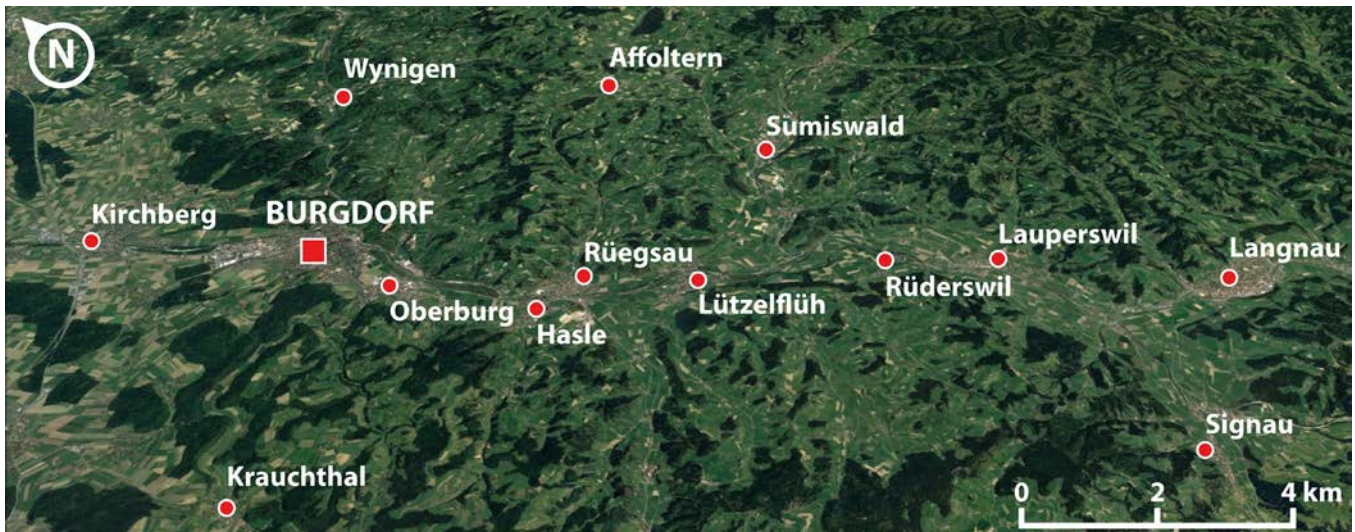 N
Wynigen
Affoltern
Sumiswald
Kirchberg
BURGDORF
Rüegsau
Lauperswil
Langnau
Oberburg
Hasle
Lützelflüh
Rüderswil
Signau
Krauchthal
0 2 4 km